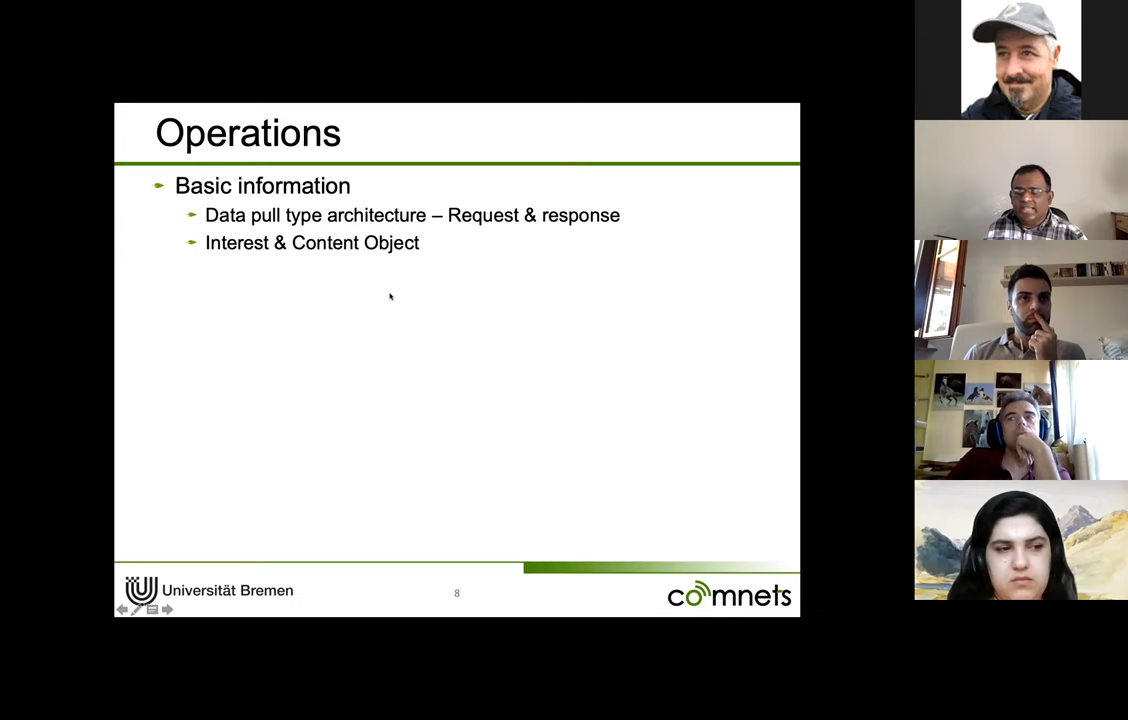 Operations
Basic information
Data pull type architecture – Request & response
Interest & Content Object
Universität Bremen
8
comnets